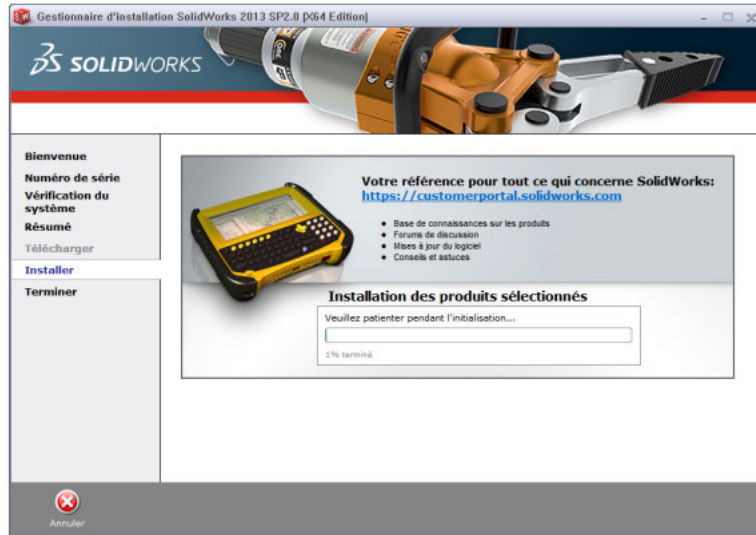 Gestionnaire d'installation SolidWorks 2013 SP2.0 (X64 Edition)
SOLIDWORKS
Bienvenue
Numéro de série
Vérification du
système
Résumé
Télécharger
Installer
Terminer
Votre référence pour tout ce qui concerne SolidWorks:
https://customerportal.solidworks.com
Base de connaissances sur les produits
Forums de discussion
Mises à jour du logiciel
Conseils et astuces
Installation des produits sélectionnés
Veuillez patienter pendant l'initialisation...
1% terminé
Annuler